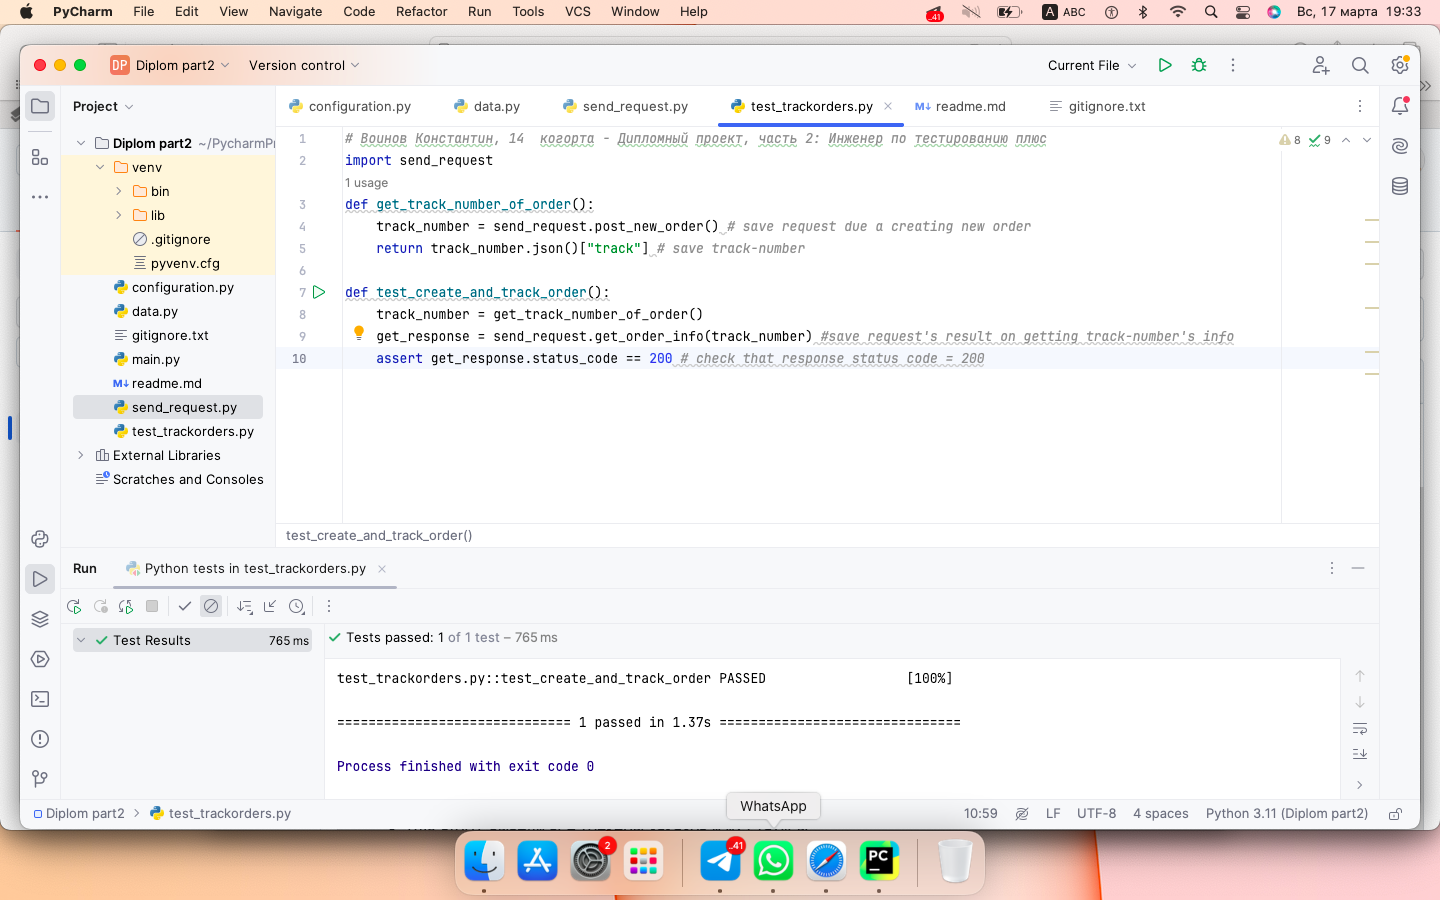 PyCharm File Edit View Navigate Code Refactor Run Tools VCS Window Help .41 A ABC Вс, 17 марта 19:33
DP Diplom part2 Version control Current File
Project configuration.py data.py send_request.py test_trackorders.py readme.md gitignore.txt
Diplom part2 ~/PycharmPr
venv
bin
lib
.gitignore
pyvenv.cfg
configuration.py
data.py
gitignore.txt
main.py
readme.md
send_request.py
test_trackorders.py
External Libraries
Scratches and Consoles
1 # Воинов Константин, 14  когорта - Дипломный проект, часть 2: Инженер по тестированию плюс
8 9
2 import send_request
1 usage
3 def get_track_number_of_order():
4 track_number = send_request.post_new_order() # save request due a creating new order
5 return track_number.json()["track"] # save track-number
6
7 def test_create_and_track_order():
8 track_number = get_track_number_of_order()
9 get_response = send_request.get_order_info(track_number) #save request's result on getting track-number's info
10 assert get_response.status_code == 200 # check that response status code = 200
test_create_and_track_order()
Run Python tests in test_trackorders.py
Test Results 765 ms
Tests passed: 1 of 1 test – 765 ms
test_trackorders.py::test_create_and_track_order PASSED [100%]
============================== 1 passed in 1.37s ===============================
Process finished with exit code 0
Diplom part2 test_trackorders.py 10:59 LF UTF-8 4 spaces Python 3.11 (Diplom part2)
WhatsApp
2 .41 PC